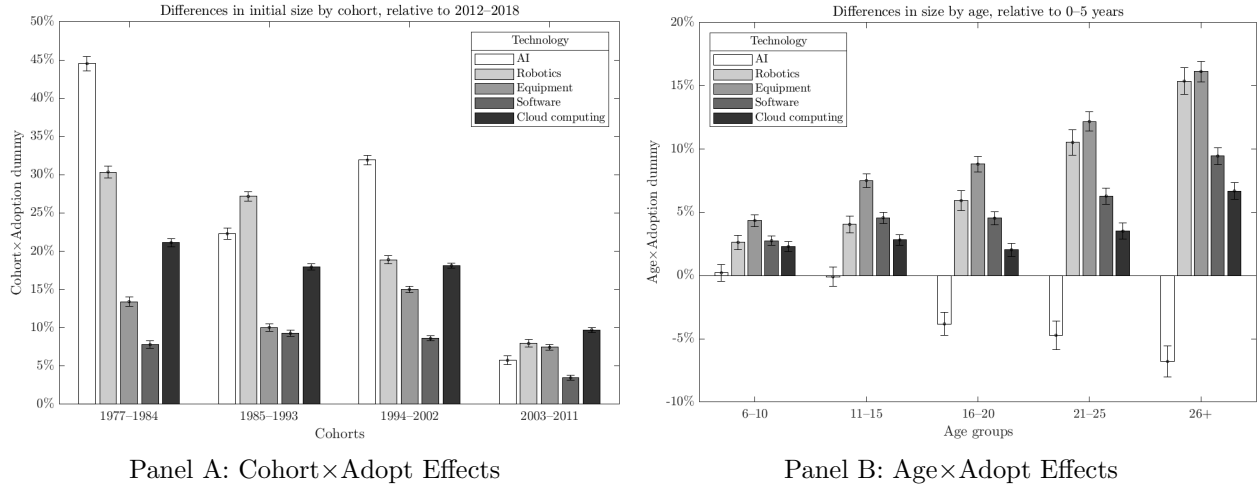 Differences in initial size by cohort, relative to 2012–2018
50%
45%
40%
35%
30%
25%
20%
15%
10%
5%
0%
Cohort×Adoption dummy
Technology
AI
Robotics
Equipment
Software
Cloud computing
1977–1984
1985–1993
1994–2002
2003–2011
Cohorts
Panel A: Cohort×Adopt Effects
Differences in size by age, relative to 0–5 years
20%
15%
10%
5%
0%
-5%
-10%
Age×Adoption dummy
Technology
AI
Robotics
Equipment
Software
Cloud computing
6–10
11–15
16–20
21–25
26+
Age groups
Panel B: Age×Adopt Effects